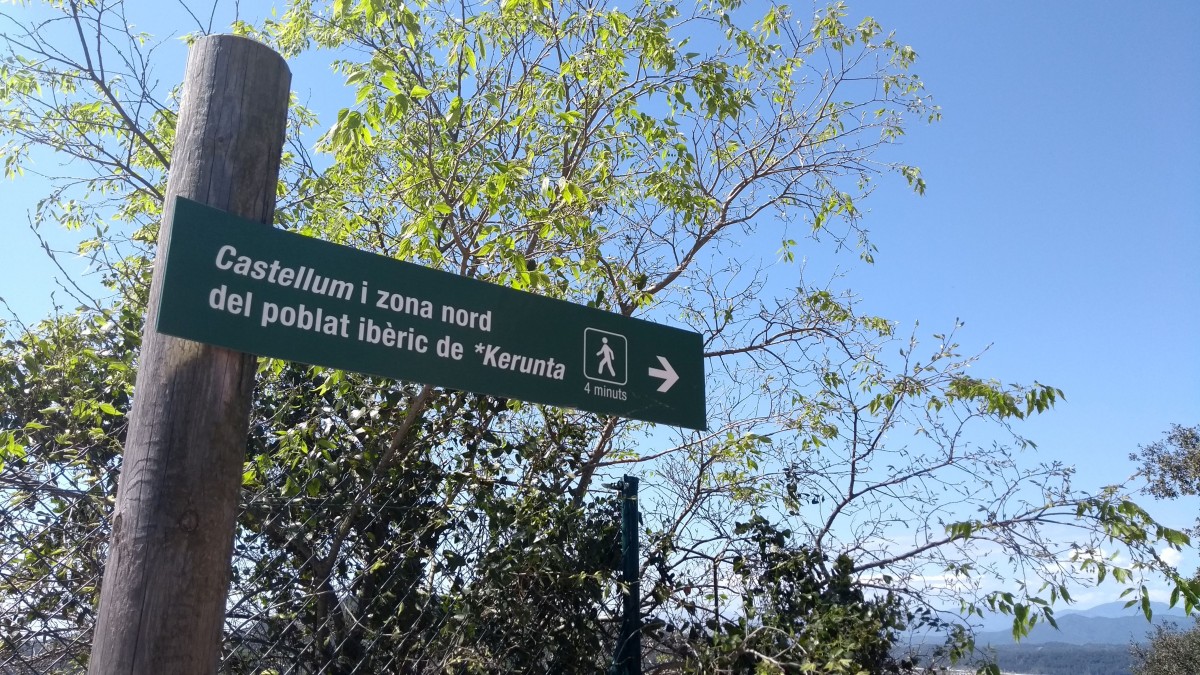 Castellum i zona nord
del poblat ibèric de *Kerunta
4 minuts